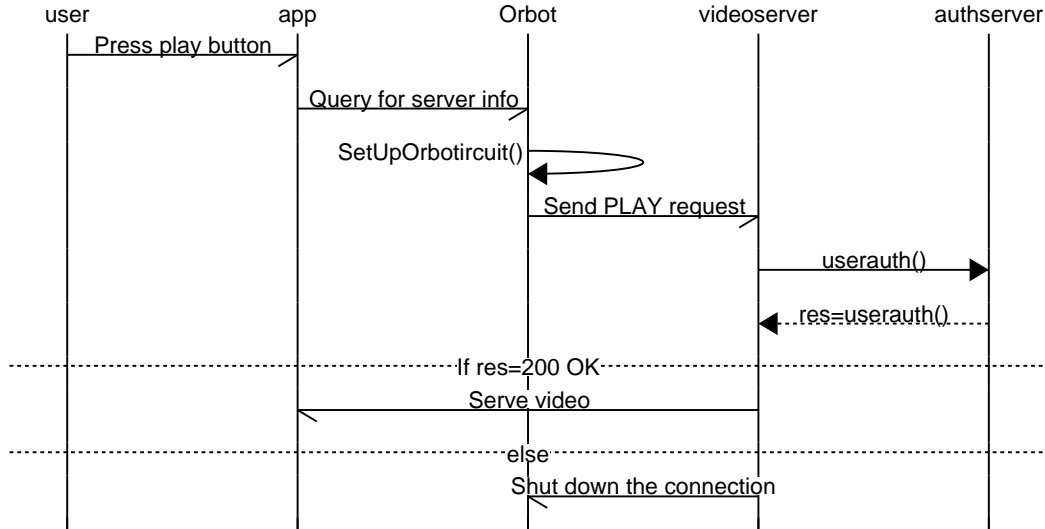 user app Orbot videoserver authserver
Press play button
Query for server info
SetUpOrbotircuit()
Send PLAY request
userauth()
res=userauth()
If res=200 OK
Serve video
else
Shut down the connection